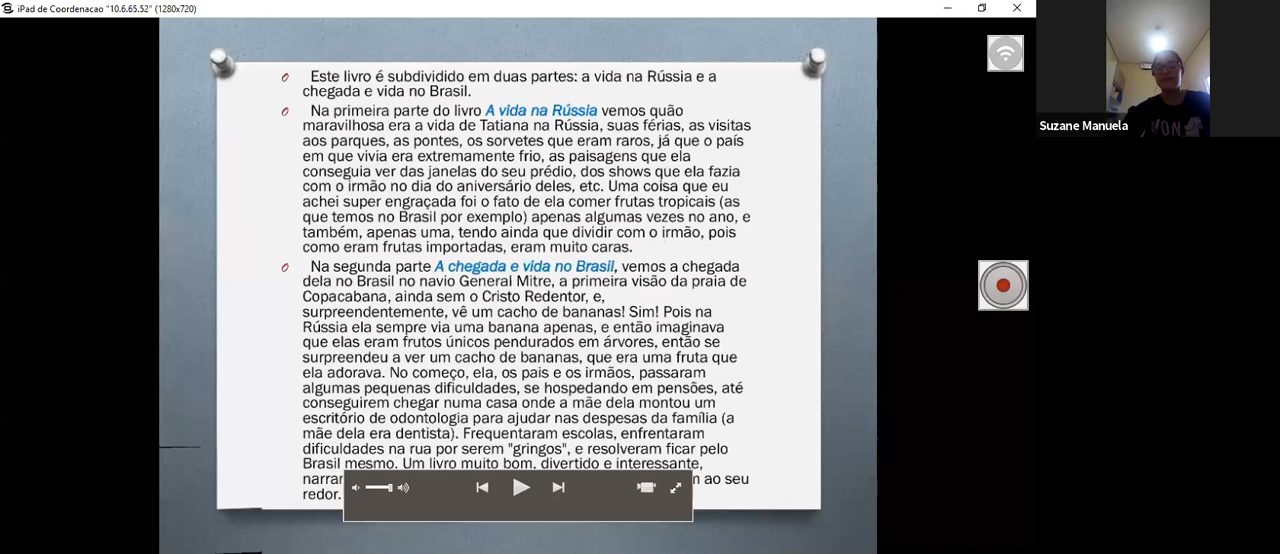 iPad de Coordenacao "10.6.65.52" (1280x720)
Suzane Manuela
MON
Este livro é subdividido em duas partes: a vida na Rússia e a
chegada e vida no Brasil.
Na primeira parte do livro A vida na Rússia vemos quão
maravilhosa era a vida de Tatiana na Rússia, suas férias, as visitas
aos parques, as pontes, os sorvetes que eram raros, já que o país
em que vivia era extremamente frio, as paisagens que ela
conseguia ver das janelas do seu prédio, dos shows que ela fazia
com o irmão no dia do aniversário deles, etc. Uma coisa que eu
achei super engraçada foi o fato de ela comer frutas tropicais (as
que temos no Brasil por exemplo) apenas algumas vezes no ano, e
também, apenas uma, tendo ainda que dividir com o irmão, pois
como eram frutas importadas, eram muito caras.
Na segunda parte A chegada e vida no Brasil, vemos a chegada
dela no Brasil no navio General Mitre, a primeira visão da praia de
Copacabana, ainda sem o Cristo Redentor, e,
surpreendentemente, vê um cacho de bananas! Sim! Pois na
Rússia ela sempre via uma banana apenas, e então imaginava
que elas eram frutos únicos pendurados em árvores, então se
surpreendeu a ver um cacho de bananas, que era uma fruta que
ela adorava. No começo, ela, os pais e os irmãos, passaram
algumas pequenas dificuldades, se hospedando em pensões, até
conseguirem chegar numa casa onde a mãe dela montou um
escritório de odontologia para ajudar nas despesas da família (a
mãe dela era dentista). Frequentaram escolas, enfrentaram
dificuldades na rua por serem "gringos", e resolveram ficar pelo
Brasil mesmo. Um livro muito bom, divertido e interessante,
ao seu
redor.